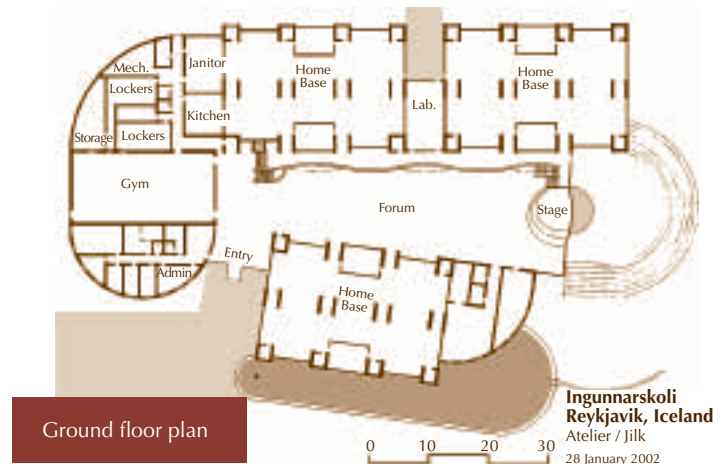 Mech.
Janitor
Home
Base
Home
Base
Lockers
Lab.
Kitchen
Storage
Lockers
Gym
Forum
Stage
Entry
Admin
Home
Base
Ground floor plan
Ingunnarskoli
Reykjavik, Iceland
Atelier / Jilk
0 10 20 30
28 January 2002